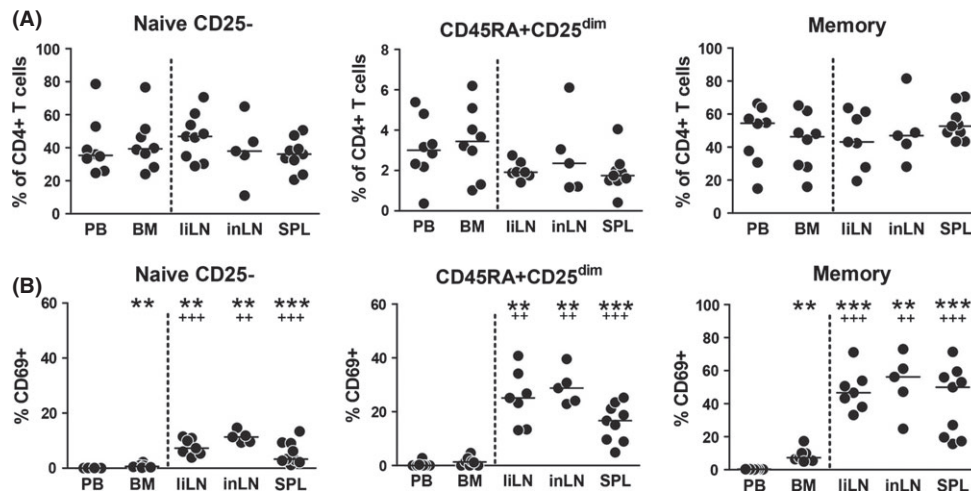 (A)
Naive CD25-
CD45RA+CD25dim
Memory
% of CD4+ T cells
100
80
60
40
20
0
PB BM liLN inLN SPL
% of CD4+ T cells
8
6
4
2
0
PB BM liLN inLN SPL
% of CD4+ T cells
100
80
60
40
20
0
PB BM liLN inLN SPL
(B)
Naive CD25-
CD45RA+CD25dim
Memory
% CD69+
60
40
20
0
** ** ** ***
+++ ++ +++
PB BM liLN inLN SPL
% CD69+
60
40
20
0
** ** ***
++ ++ +++
PB BM liLN inLN SPL
% CD69+
100
80
60
40
20
0
** *** ** ***
+++ ++ +++
PB BM liLN inLN SPL